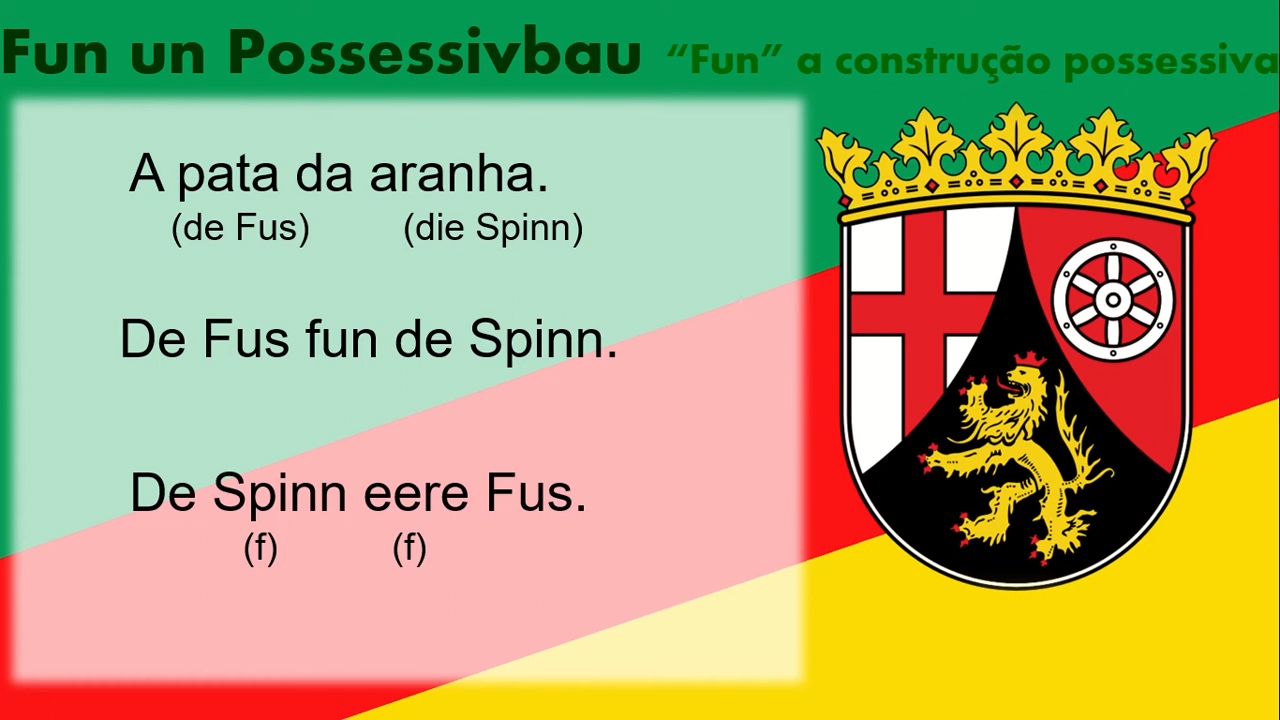 Fun un Possessivbau “Fun” a construção possessiva
A pata da aranha.
(de Fus) (die Spinn)
De Fus fun de Spinn.
De Spinn eere Fus.
(f) (f)